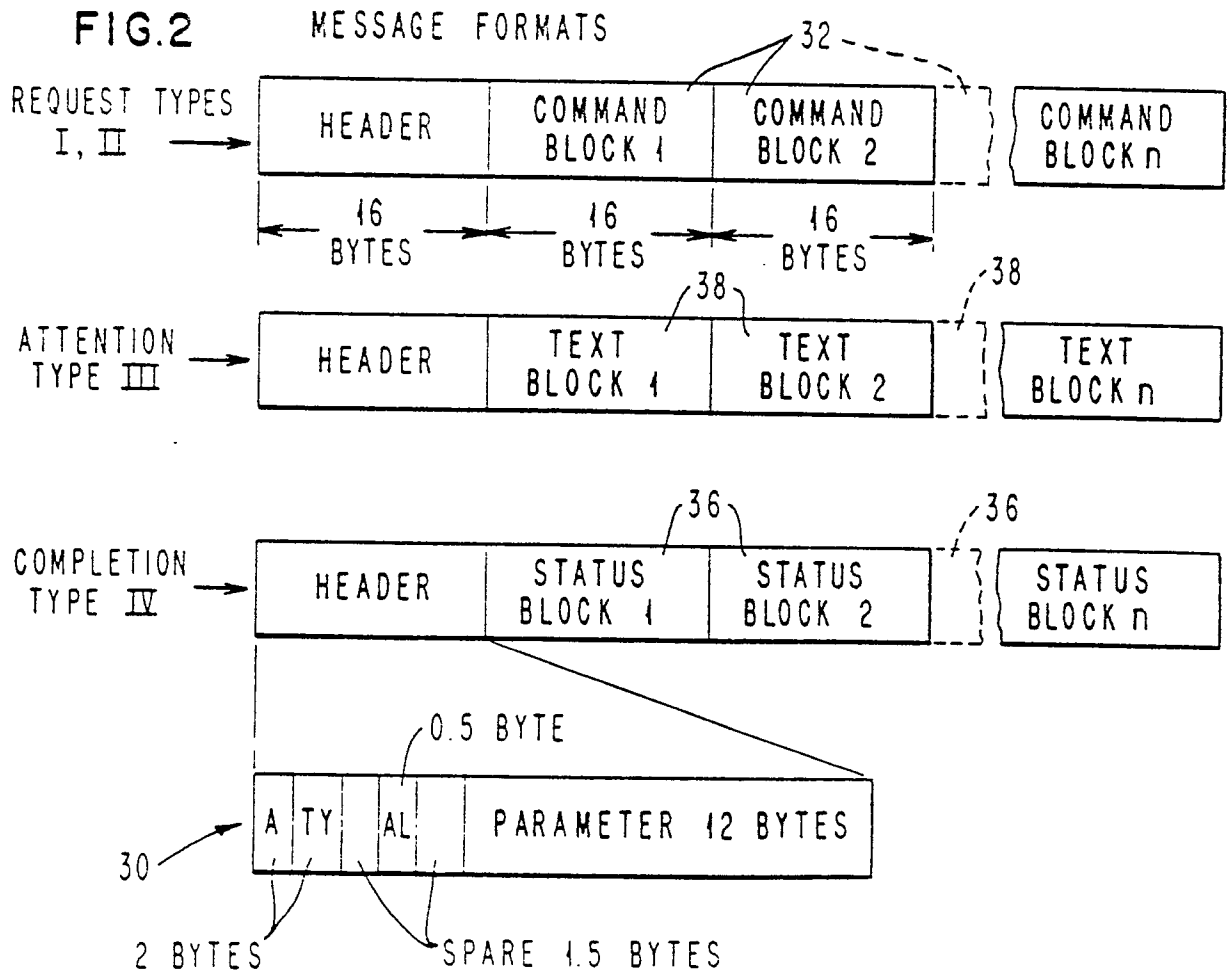 FIG.2 MESSAGE FORMATS
32
REQUEST TYPES
I, II
HEADER
COMMAND
BLOCK 1
COMMAND
BLOCK 2
COMMAND
BLOCK n
16
BYTES
16
BYTES
16
BYTES
38
38
ATTENTION
TYPE III
HEADER
TEXT
BLOCK 1
TEXT
BLOCK 2
TEXT
BLOCK n
36
36
COMPLETION
TYPE IV
HEADER
STATUS
BLOCK 1
STATUS
BLOCK 2
STATUS
BLOCK n
0.5 BYTE
A TY AL PARAMETER 12 BYTES
30
2 BYTES
SPARE 1.5 BYTES